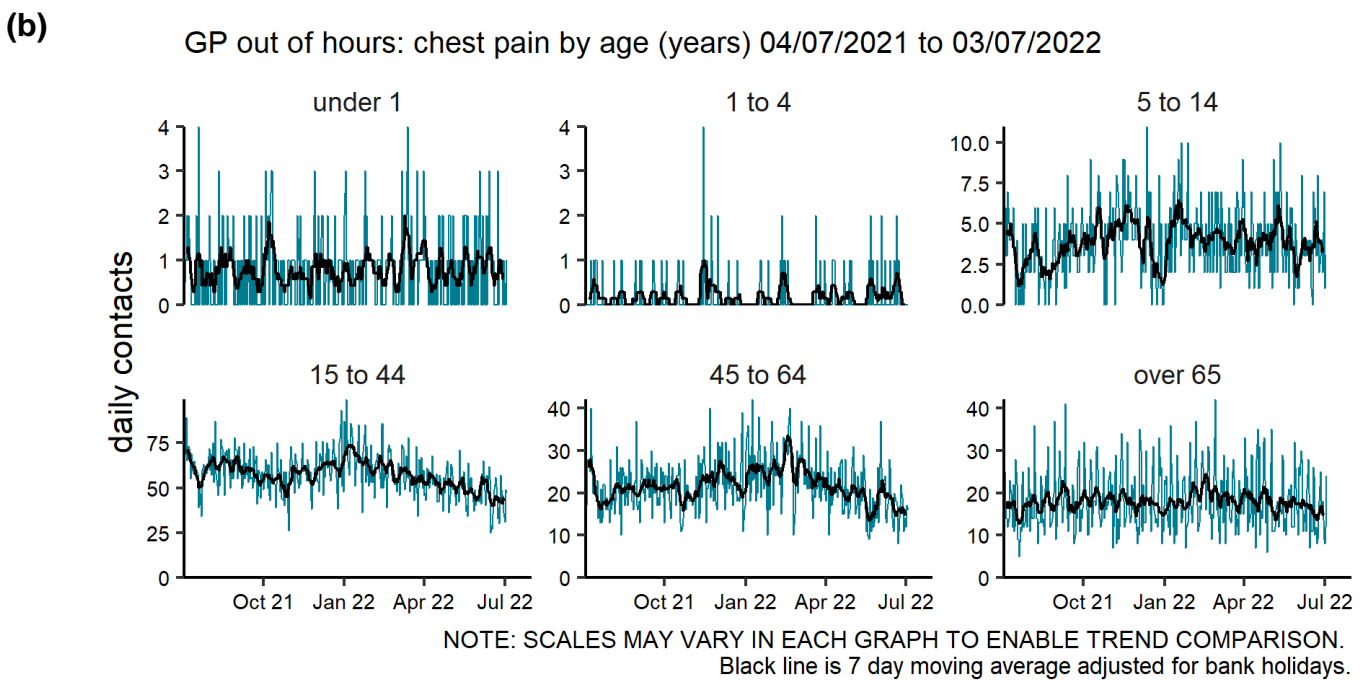 (b)
GP out of hours: chest pain by age (years) 04/07/2021 to 03/07/2022
daily contacts
under 1
4
3
2
1
0
1 to 4
4
3
2
1
0
5 to 14
10.0
7.5
5.0
2.5
0.0
15 to 44
75
50
25
0
Oct 21 Jan 22 Apr 22 Jul 22
45 to 64
40
30
20
10
0
Oct 21 Jan 22 Apr 22 Jul 22
over 65
40
30
20
10
0
Oct 21 Jan 22 Apr 22 Jul 22
NOTE: SCALES MAY VARY IN EACH GRAPH TO ENABLE TREND COMPARISON.
Black line is 7 day moving average adjusted for bank holidays.